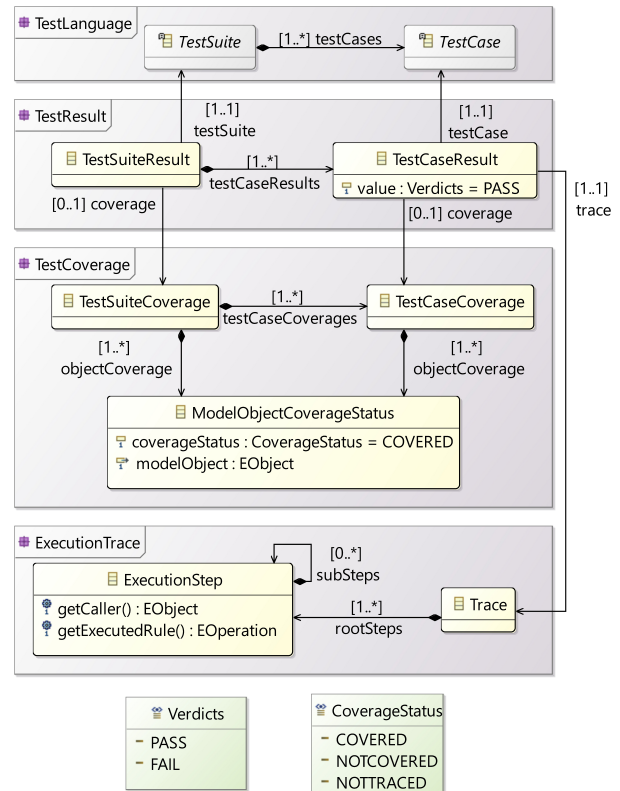 TestLanguage
TestSuite
[1..*] testCases
TestCase
[1..1]
testSuite
[1..1]
testCase
TestResult
TestSuiteResult
[1..*]
testCaseResults
TestCaseResult
value : Verdicts = PASS
[1..1]
trace
[0..1] coverage
[0..1] coverage
TestCoverage
TestSuiteCoverage
[1..*]
testCaseCoverages
TestCaseCoverage
[1..*]
objectCoverage
[1..*]
objectCoverage
ModelObjectCoverageStatus
coverageStatus : CoverageStatus = COVERED
modelObject : EObject
ExecutionTrace
ExecutionStep
getCaller() : EObject
getExecutedRule() : EOperation
[0..*]
subSteps
[1..*]
rootSteps
Trace
Verdicts
PASS
FAIL
CoverageStatus
COVERED
NOTCOVERED
NOTTRACED